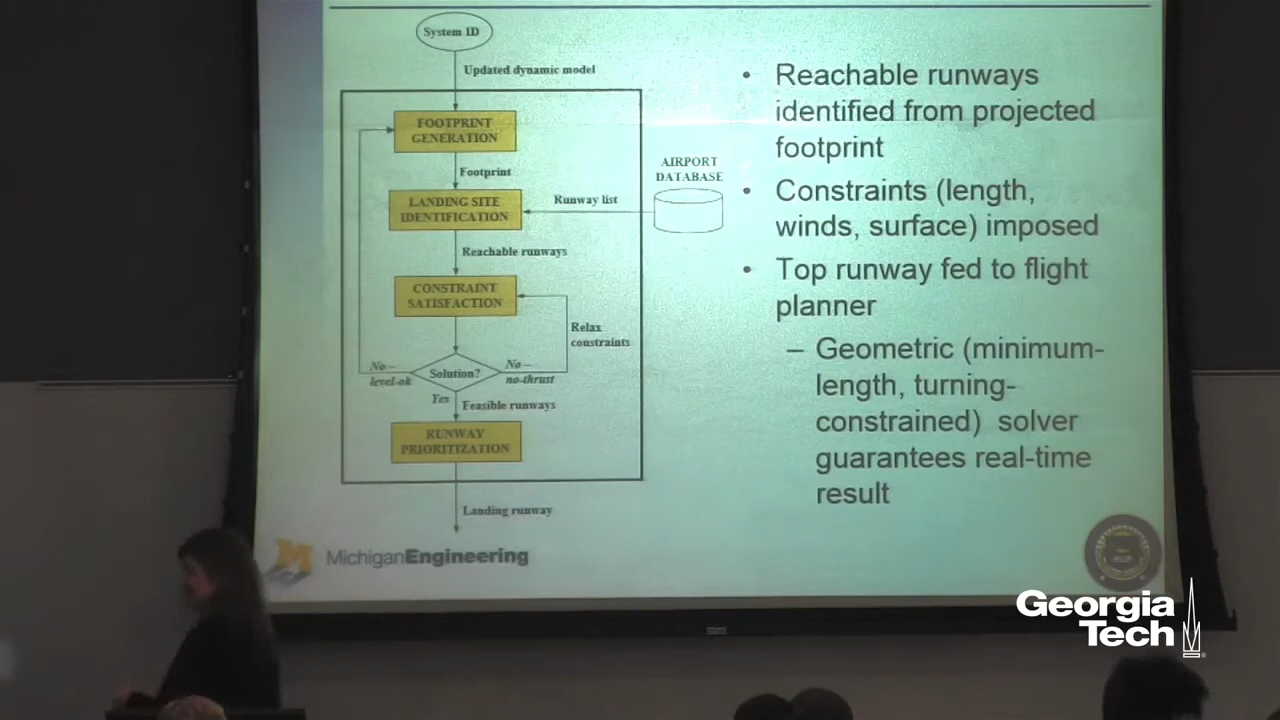 System ID
Updated dynamic model
FOOTPRINT
GENERATION
Footprint
LANDING SITE
IDENTIFICATION
Runway list
AIRPORT
DATABASE
Reachable runways
CONSTRAINT
SATISFACTION
Relax
constraints
No –
level-ok
Solution?
No –
no-thrust
Yes
Feasible runways
RUNWAY
PRIORITIZATION
Landing runway
• Reachable runways
identified from projected
footprint
• Constraints (length,
winds, surface) imposed
• Top runway fed to flight
planner
– Geometric (minimum-
length, turning-
constrained) solver
guarantees real-time
result
M
MichiganEngineering
Georgia
Tech